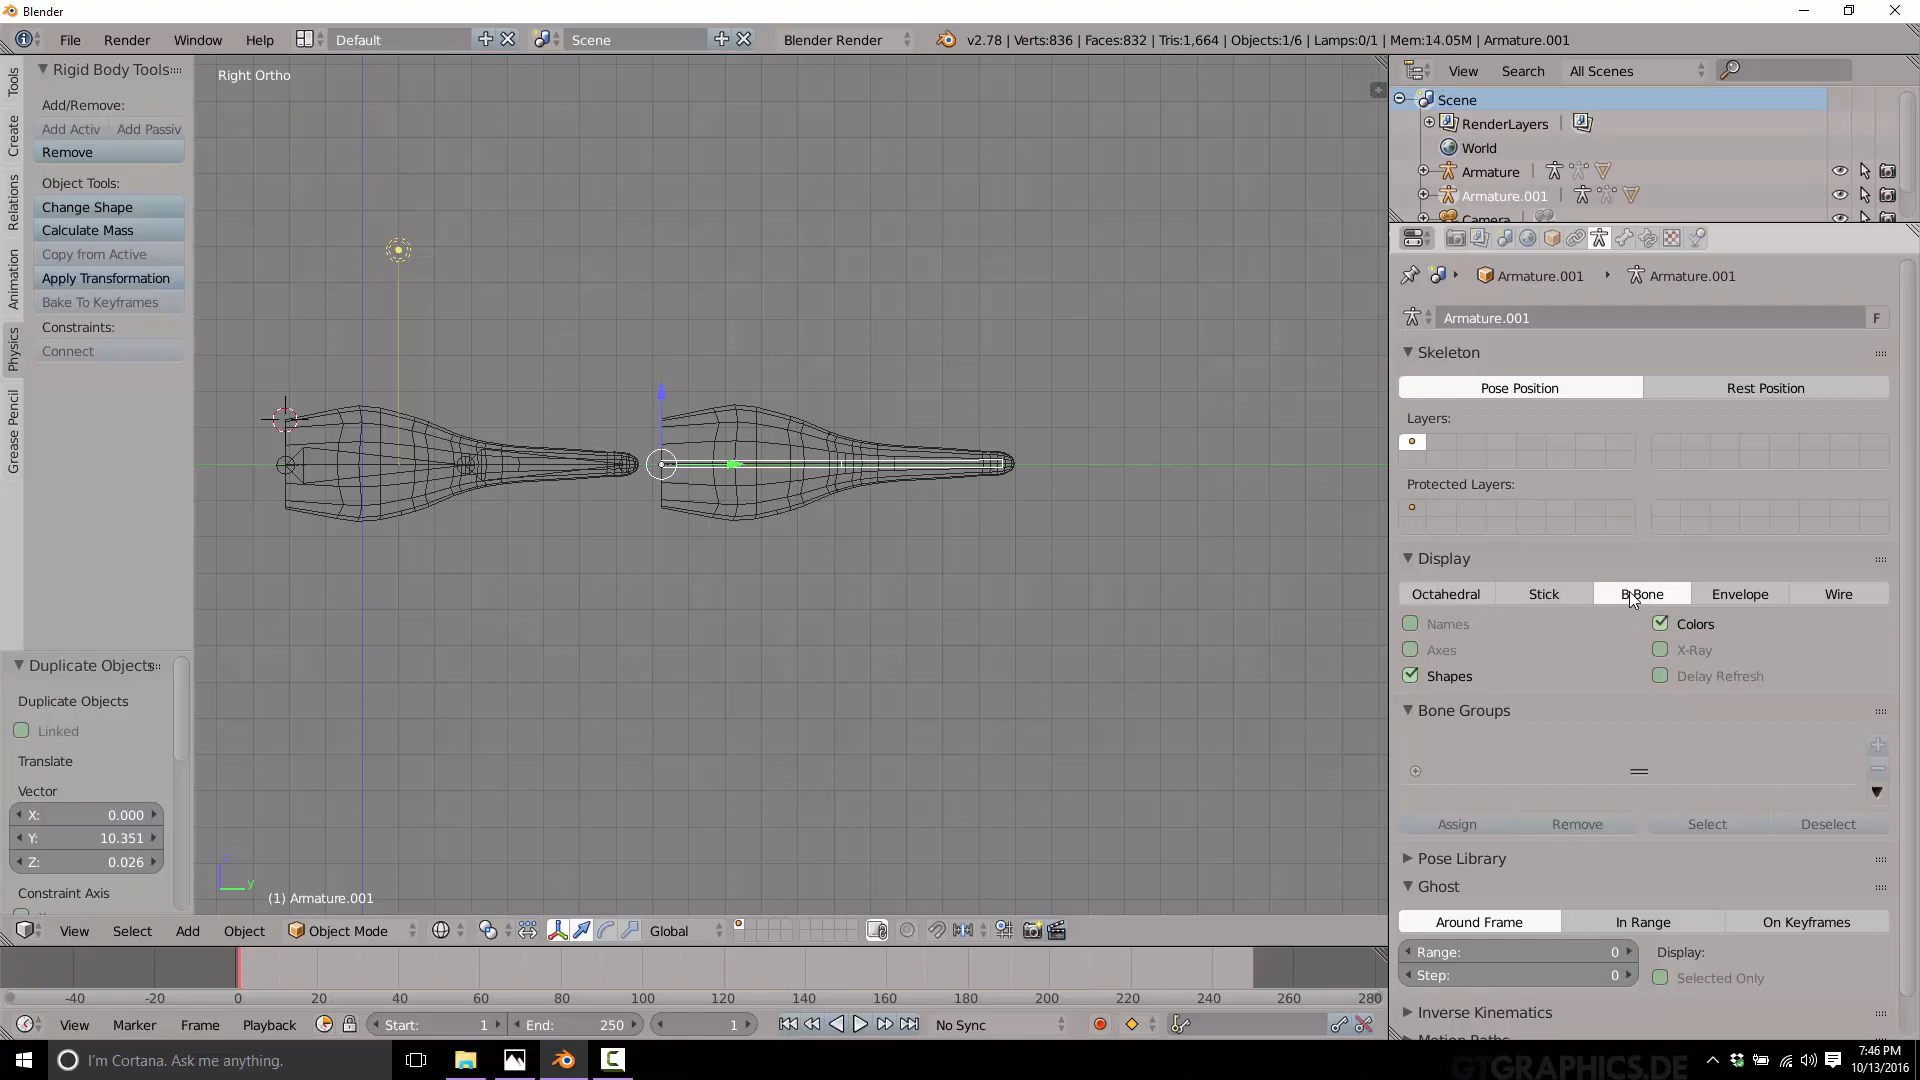 Blender
File Render Window Help Default Scene Blender Render v2.78 | Verts:836 | Faces:832 | Tris:1,664 | Objects:1/6 | Lamps:0/1 | Mem:14.05M | Armature.001
Tools
Create
Relations
Animation
Physics
Grease Pencil
Rigid Body Tools
Add/Remove:
Add Activ Add Passiv
Remove
Object Tools:
Change Shape
Calculate Mass
Copy from Active
Apply Transformation
Bake To Keyframes
Constraints:
Connect
Duplicate Objects
Duplicate Objects
Linked
Translate
Vector
X: 0.000
Y: 10.351
Z: 0.026
Constraint Axis
Right Ortho
y
(1) Armature.001
View Select Add Object Object Mode Global
-40 -20 0 20 40 60 80 100 120 140 160 180 200 220 240 260 280
View Marker Frame Playback Start: 1 End: 250 1 No Sync
View Search All Scenes
Scene
RenderLayers
World
Armature
Armature.001
Camera
Armature.001 Armature.001
Armature.001 F
Skeleton
Pose Position Rest Position
Layers:
Protected Layers:
Display
Octahedral Stick B-Bone Envelope Wire
Names Colors
Axes X-Ray
Shapes Delay Refresh
Bone Groups
Assign Remove Select Deselect
Pose Library
Ghost
Around Frame In Range On Keyframes
Range: 0 Display:
Step: 0 Selected Only
Inverse Kinematics
Motion Paths
I'm Cortana. Ask me anything.
GTGRAPHICS.DE
7:46 PM
10/13/2016